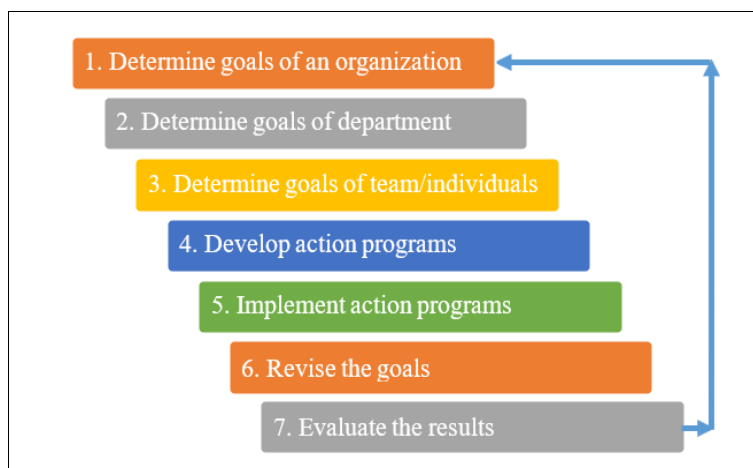 1. Determine goals of an organization
2. Determine goals of department
3. Determine goals of team/individuals
4. Develop action programs
5. Implement action programs
6. Revise the goals
7. Evaluate the results